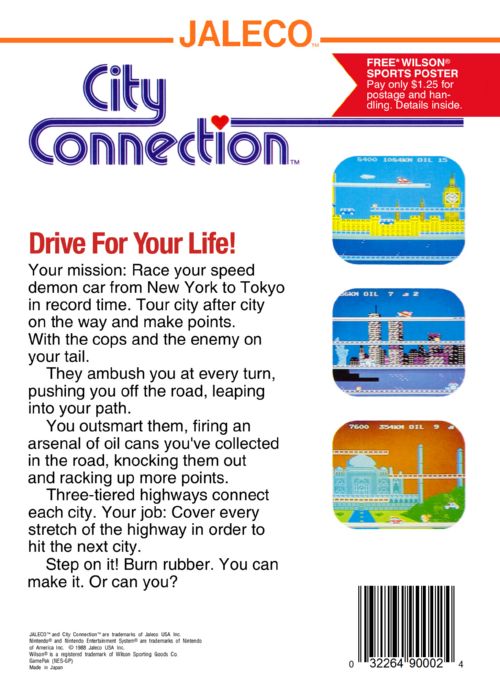 JALECO™
FREE* WILSON®
SPORTS POSTER
Pay only $1.25 for
postage and han-
dling. Details inside.
City
Connection™
5400 1084KM OIL 15
Drive For Your Life!
Your mission: Race your speed
demon car from New York to Tokyo
in record time. Tour city after city
on the way and make points.
With the cops and the enemy on
your tail.
They ambush you at every turn,
pushing you off the road, leaping
into your path.
You outsmart them, firing an
arsenal of oil cans you've collected
in the road, knocking them out
and racking up more points.
Three-tiered highways connect
each city. Your job: Cover every
stretch of the highway in order to
hit the next city.
Step on it! Burn rubber. You can
make it. Or can you?
KM OIL 7 2
7600 354KM OIL 9
JALECO™ and City Connection™ are trademarks of Jaleco USA Inc.
Nintendo® and Nintendo Entertainment System® are trademarks of Nintendo
of America Inc. © 1988 Jaleco USA Inc.
Wilson® is a registered trademark of Wilson Sporting Goods Co.
GamePak (NES-GP)
Made in Japan
0 32264 90002 4